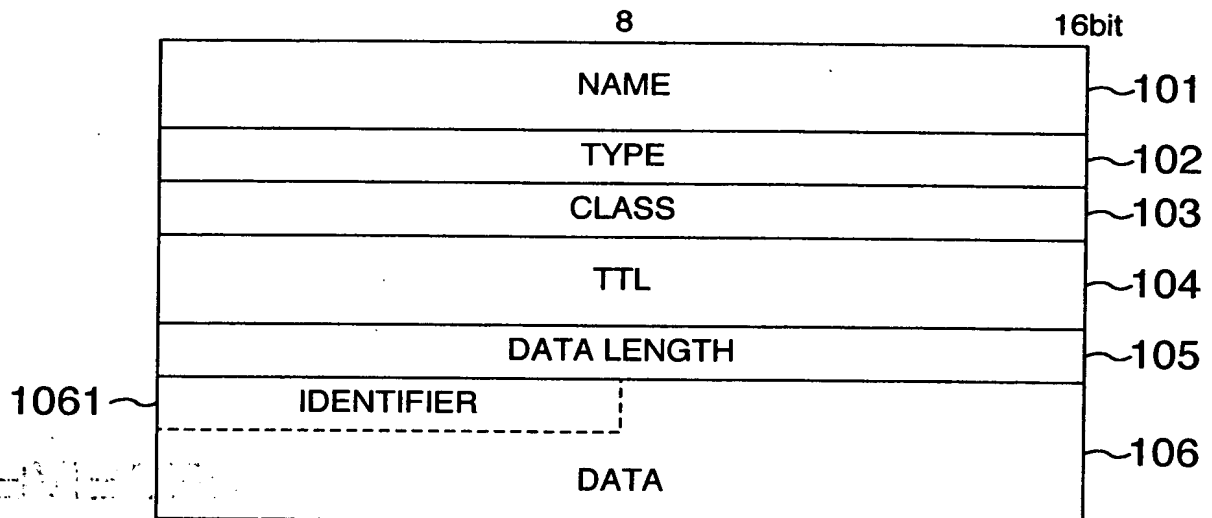 8 16bit
NAME 101
TYPE 102
CLASS 103
TTL 104
DATA LENGTH 105
1061 IDENTIFIER
106
DATA